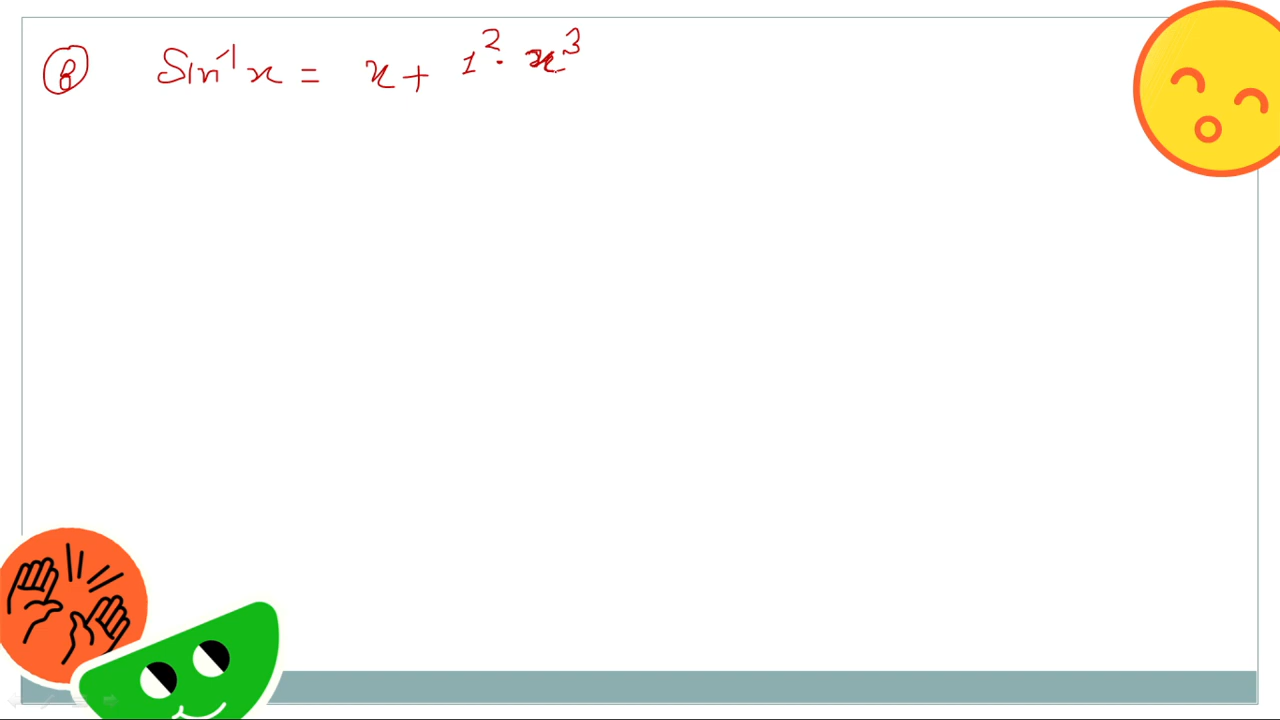 ⑧ Sin⁻¹x = x + 1². x³